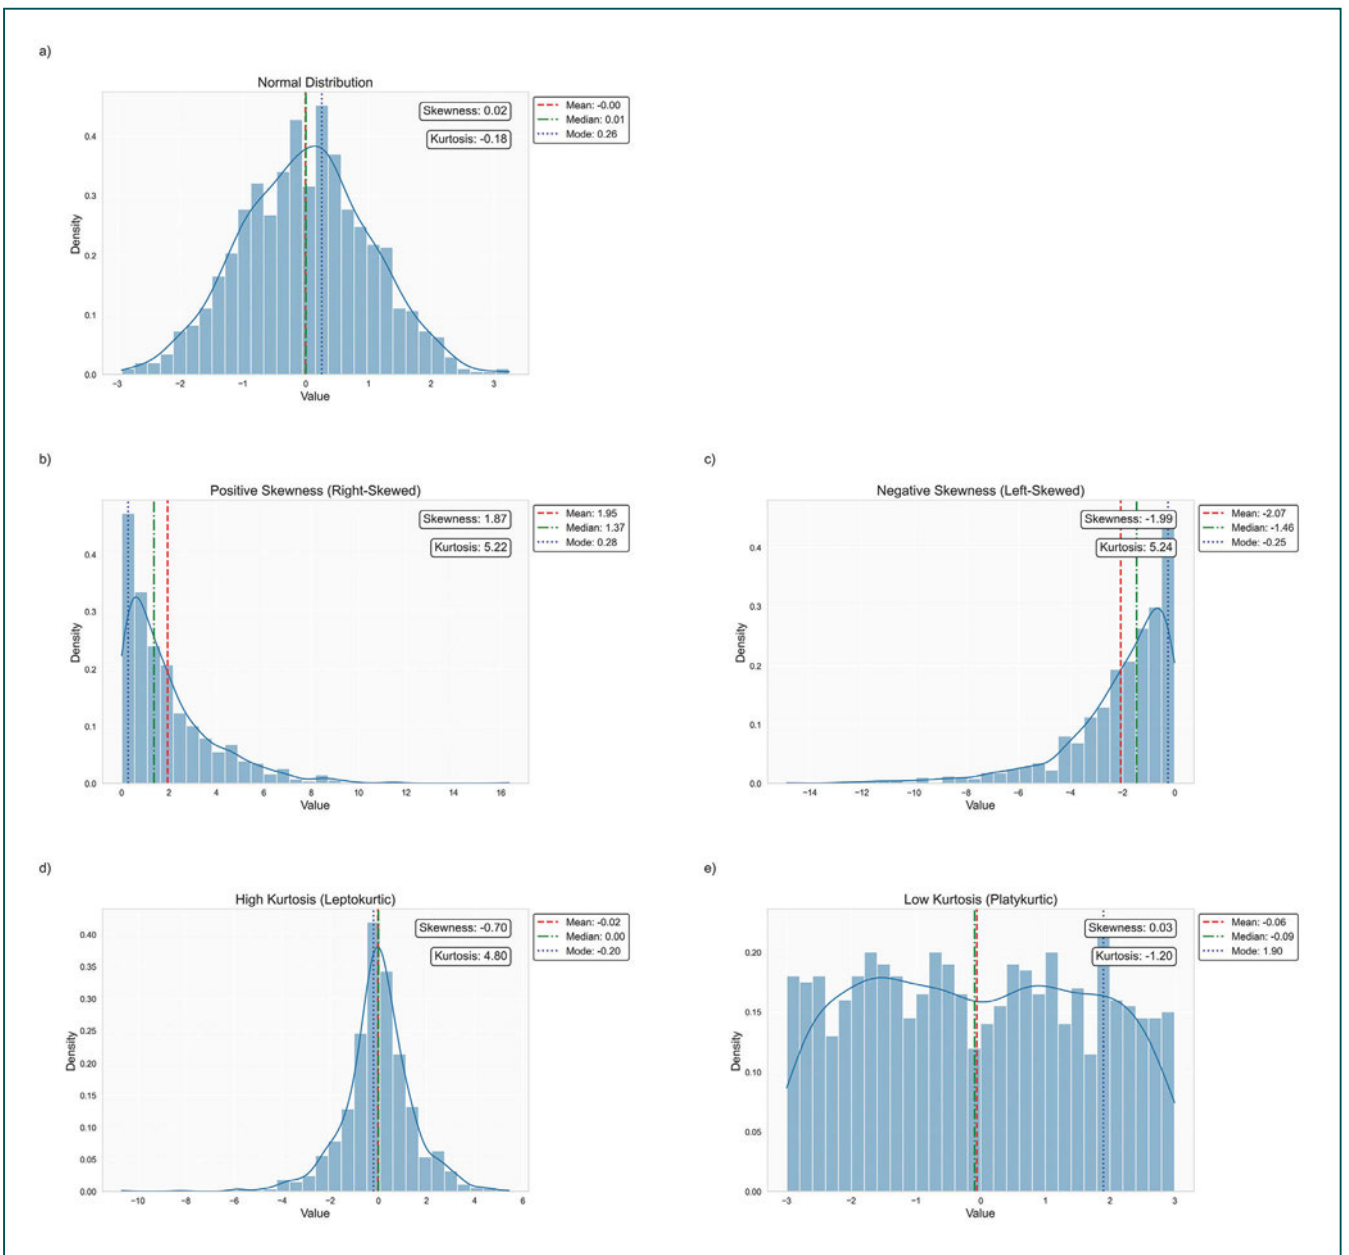 a)
Normal Distribution
Skewness: 0.02
Kurtosis: -0.18
Mean: -0.00
Median: 0.01
Mode: 0.26
Density
0.4
0.3
0.2
0.1
0.0
−3 −2 −1 0 1 2 3
Value
b)
Positive Skewness (Right-Skewed)
Skewness: 1.87
Kurtosis: 5.22
Mean: 1.95
Median: 1.37
Mode: 0.28
Density
0.4
0.3
0.2
0.1
0.0
0 2 4 6 8 10 12 14 16
Value
c)
Negative Skewness (Left-Skewed)
Skewness: -1.99
Kurtosis: 5.24
Mean: -2.07
Median: -1.46
Mode: -0.25
Density
0.4
0.3
0.2
0.1
0.0
−14 −12 −10 −8 −6 −4 −2 0
Value
d)
High Kurtosis (Leptokurtic)
Skewness: -0.70
Kurtosis: 4.80
Mean: -0.02
Median: 0.00
Mode: -0.20
Density
0.40
0.35
0.30
0.25
0.20
0.15
0.10
0.05
0.00
−10 −8 −6 −4 −2 0 2 4 6
Value
e)
Low Kurtosis (Platykurtic)
Skewness: 0.03
Kurtosis: -1.20
Mean: -0.06
Median: -0.09
Mode: 1.90
Density
0.20
0.15
0.10
0.05
0.00
−3 −2 −1 0 1 2 3
Value